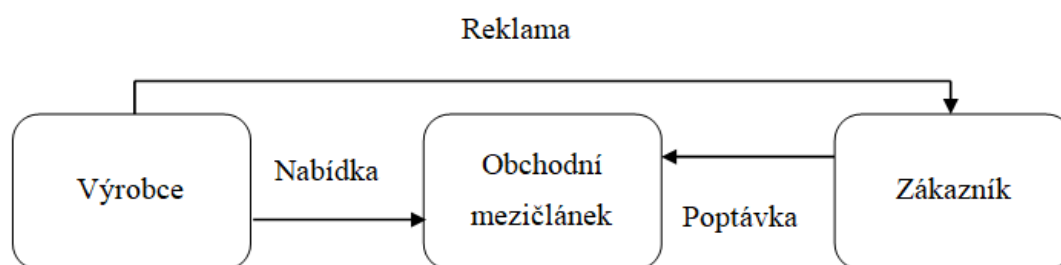 Reklama
Výrobce
Nabídka
Obchodní
mezičlánek
Poptávka
Zákazník